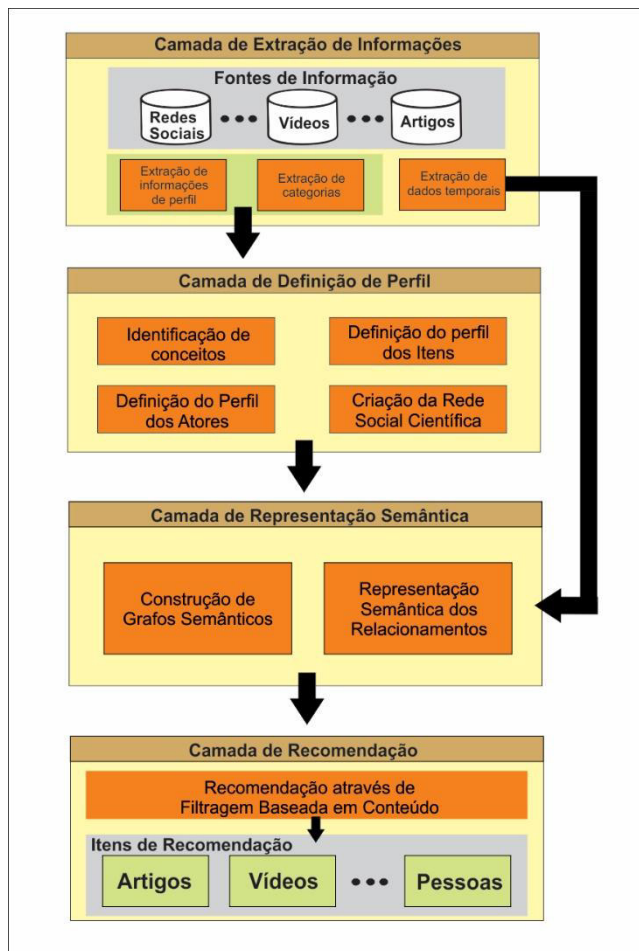 Camada de Extração de Informações
Fontes de Informação
Redes
Sociais
Vídeos
Artigos
Extração de
informações
de perfil
Extração de
categorias
Extração de
dados temporais
Camada de Definição de Perfil
Identificação de
conceitos
Definição do perfil
dos Itens
Definição do Perfil
dos Atores
Criação da Rede
Social Científica
Camada de Representação Semântica
Construção de
Grafos Semânticos
Representação
Semântica dos
Relacionamentos
Camada de Recomendação
Recomendação através de
Filtragem Baseada em Conteúdo
Itens de Recomendação
Artigos
Vídeos
Pessoas